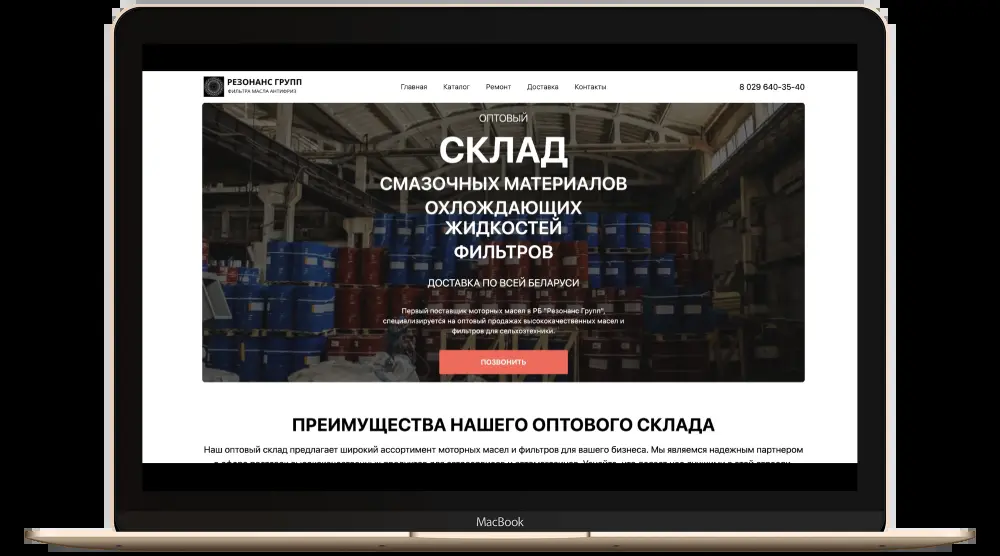 РЕЗОНАНС ГРУПП
ФИЛЬТРА МАСЛА АНТИФРИЗ
Главная Каталог Ремонт Доставка Контакты
8 029 640-35-40
ОПТОВЫЙ
СКЛАД
СМАЗОЧНЫХ МАТЕРИАЛОВ
ОХЛОЖДАЮЩИХ
ЖИДКОСТЕЙ
ФИЛЬТРОВ
ДОСТАВКА ПО ВСЕЙ БЕЛАРУСИ
Первый поставщик моторных масел в РБ "Резонанс Групп",
специализируется на оптовый продажах высококачественных масел и
фильтров для сельхозтехники.
ПОЗВОНИТЬ
ПРЕИМУЩЕСТВА НАШЕГО ОПТОВОГО СКЛАДА
Наш оптовый склад предлагает широкий ассортимент моторных масел и фильтров для вашего бизнеса. Мы являемся надежным партнером
MacBook